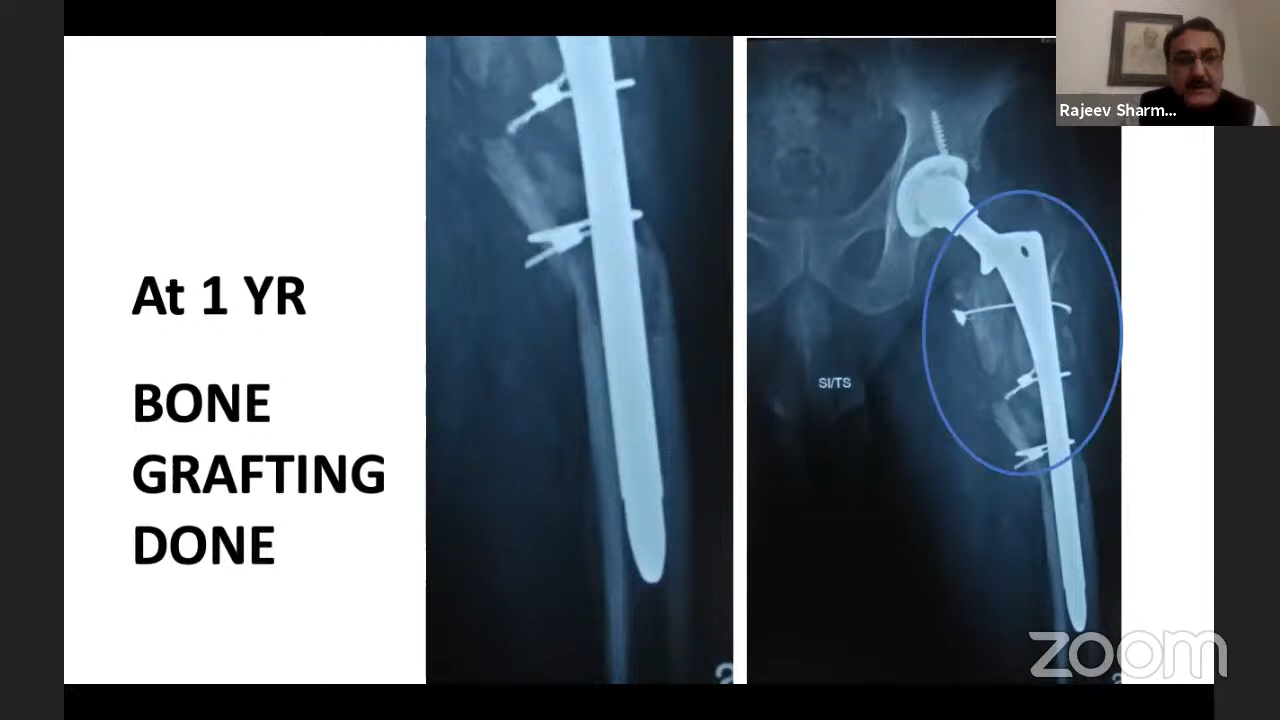 Rajeev Sharm...
At 1 YR
BONE
GRAFTING
DONE
SI/TS
zoom